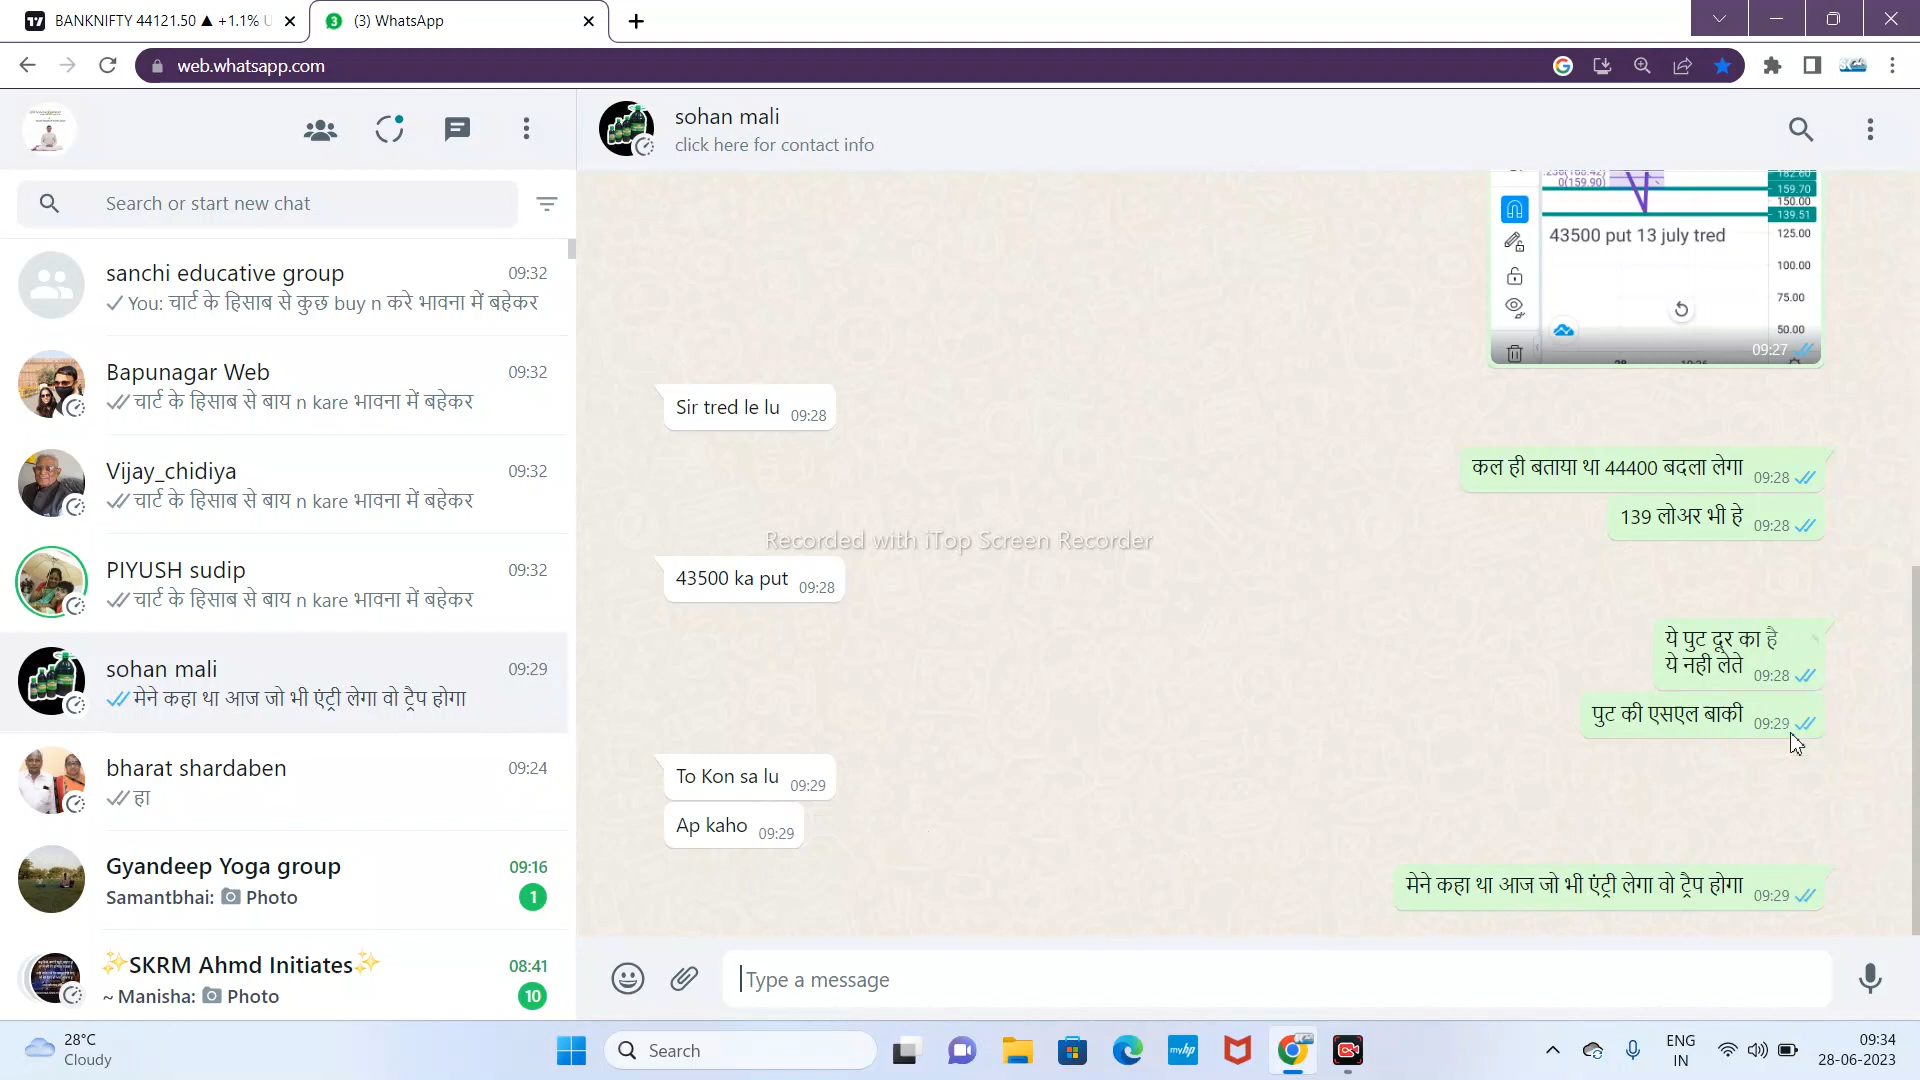 BANKNIFTY 44121.50 ▲ +1.1%
(3) WhatsApp
web.whatsapp.com
sohan mali
click here for contact info
Search or start new chat
sanchi educative group 09:32
You: चार्ट के हिसाब से कुछ buy n करे भावना में बहेकर
Bapunagar Web 09:32
चार्ट के हिसाब से बाय n kare भावना में बहेकर
Vijay_chidiya 09:32
चार्ट के हिसाब से बाय n kare भावना में बहेकर
PIYUSH sudip 09:32
चार्ट के हिसाब से बाय n kare भावना में बहेकर
sohan mali 09:29
मेने कहा था आज जो भी एंट्री लेगा वो ट्रैप होगा
bharat shardaben 09:24
हा
Gyandeep Yoga group 09:16
Samantbhai: Photo 1
✨SKRM Ahmd Initiates✨ 08:41
~ Manisha: Photo 10
0(159.90)
182.60
159.70
150.00
139.51
43500 put 13 july tred
125.00
100.00
75.00
50.00
09:27
Sir tred le lu 09:28
कल ही बताया था 44400 बदला लेगा 09:28
139 लोअर भी हे 09:28
Recorded with iTop Screen Recorder
43500 ka put 09:28
ये पुट दूर का है
ये नही लेते 09:28
पुट की एसएल बाकी 09:29
To Kon sa lu 09:29
Ap kaho 09:29
मेने कहा था आज जो भी एंट्री लेगा वो ट्रैप होगा 09:29
Type a message
28°C
Cloudy
Search
myhp
ENG
IN
09:34
28-06-2023